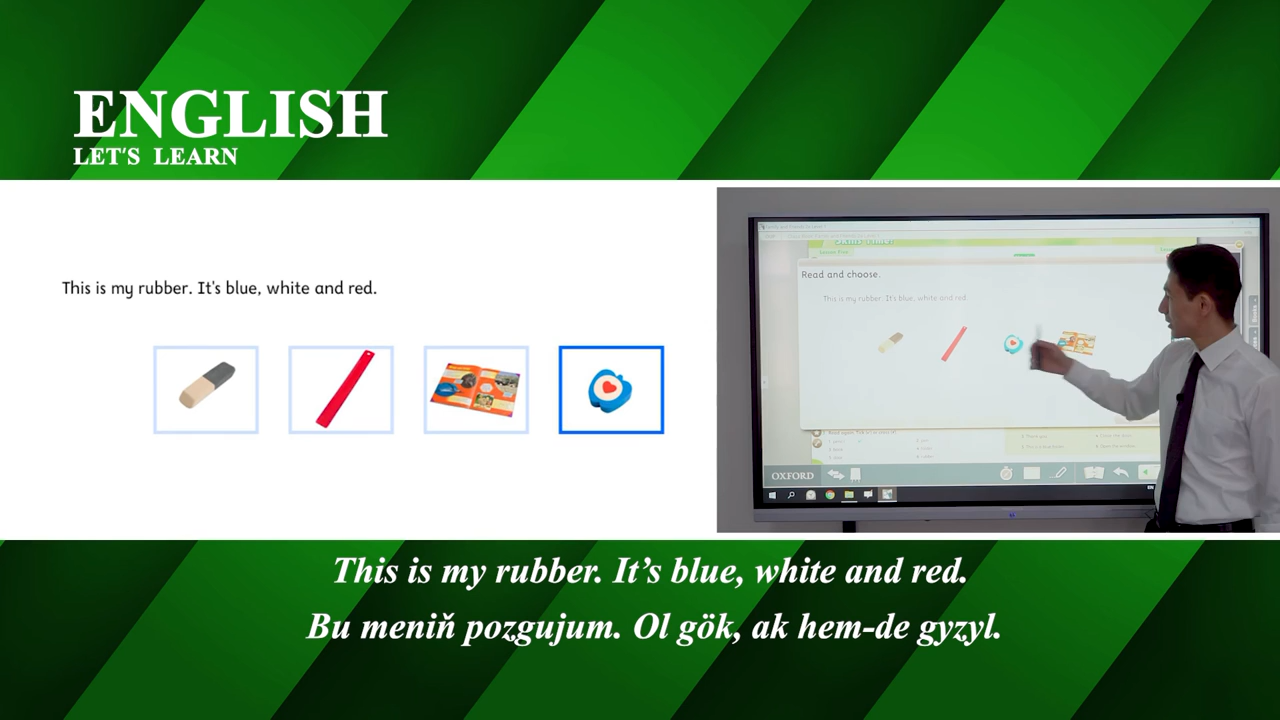 ENGLISH
LET'S LEARN
This is my rubber. It's blue, white and red.
Read and choose.
This is my rubber. It's blue, white and red.
OXFORD
This is my rubber. It’s blue, white and red.
Bu meniň pozgujum. Ol gök, ak hem-de gyzyl.